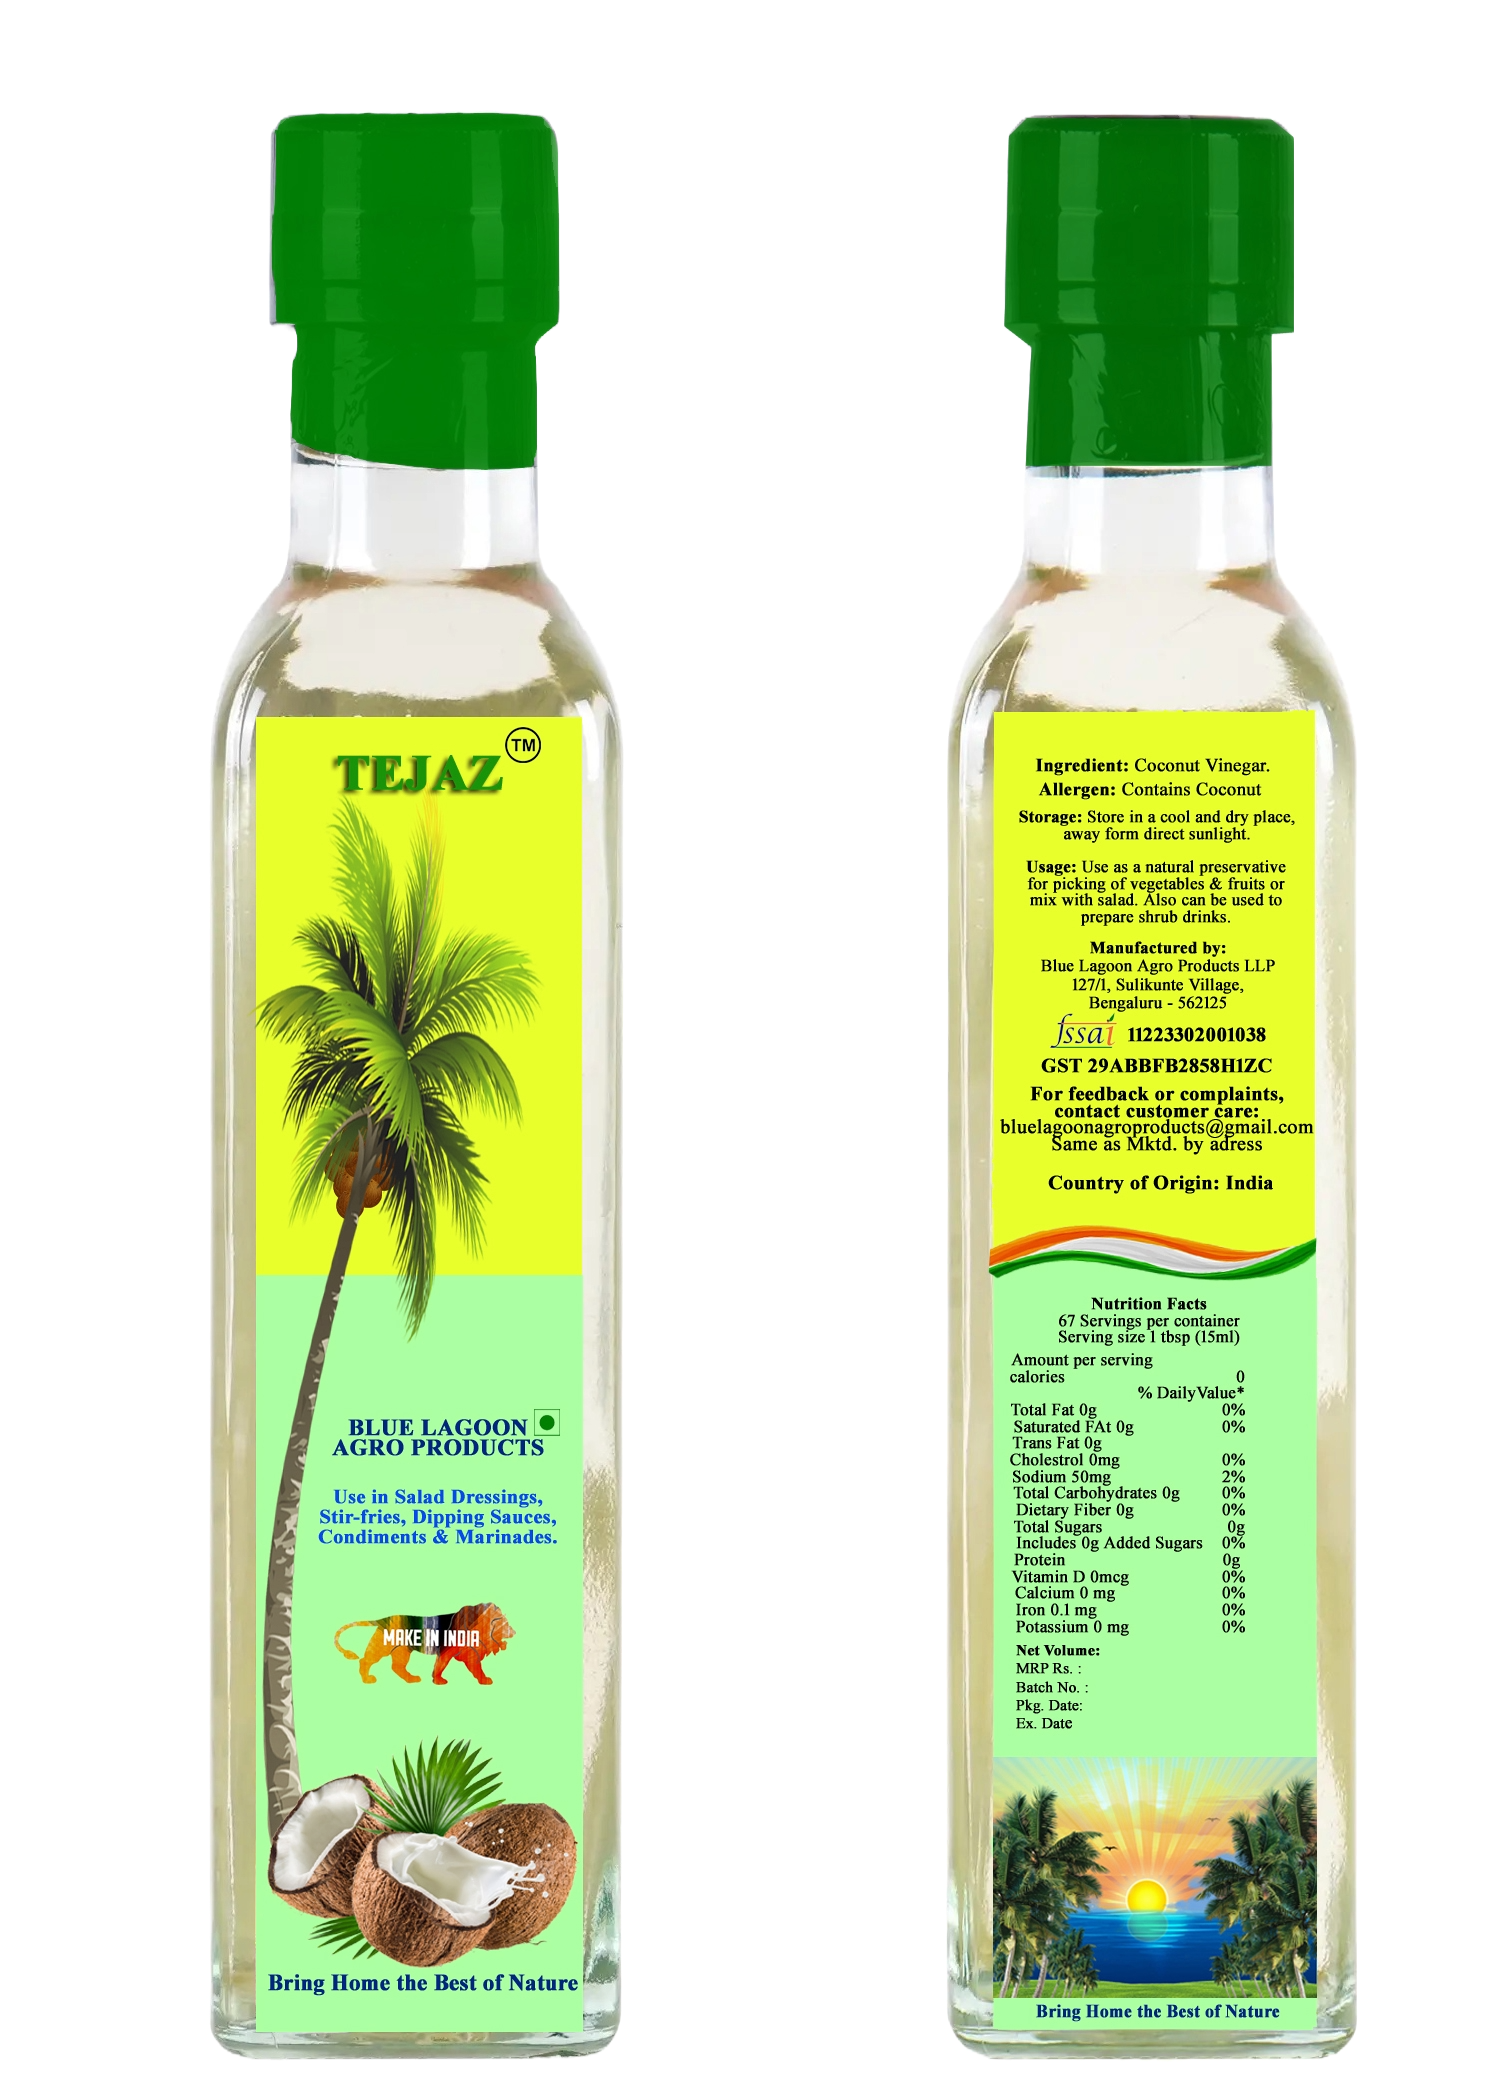 TEJAZ TM
BLUE LAGOON
AGRO PRODUCTS
Use in Salad Dressings,
Stir-fries, Dipping Sauces,
Condiments & Marinades.
MAKE IN INDIA
Bring Home the Best of Nature
Ingredient: Coconut Vinegar.
Allergen: Contains Coconut
Storage: Store in a cool and dry place,
away form direct sunlight.
Usage: Use as a natural preservative
for picking of vegetables & fruits or
mix with salad. Also can be used to
prepare shrub drinks.
Manufactured by:
Blue Lagoon Agro Products LLP
127/1, Sulikunte Village,
Bengaluru - 562125
fssai 11223302001038
GST 29ABBFB2858H1ZC
For feedback or complaints,
contact customer care:
bluelagoonagroproducts@gmail.com
Same as Mktd. by adress
Country of Origin: India
Nutrition Facts
67 Servings per container
Serving size 1 tbsp (15ml)
Amount per serving
calories 0
% DailyValue*
Total Fat 0g 0%
Saturated FAt 0g 0%
Trans Fat 0g
Cholestrol 0mg 0%
Sodium 50mg 2%
Total Carbohydrates 0g 0%
Dietary Fiber 0g 0%
Total Sugars 0g
Includes 0g Added Sugars 0%
Protein 0g
Vitamin D 0mcg 0%
Calcium 0 mg 0%
Iron 0.1 mg 0%
Potassium 0 mg 0%
Net Volume:
MRP Rs. :
Batch No. :
Pkg. Date:
Ex. Date
Bring Home the Best of Nature